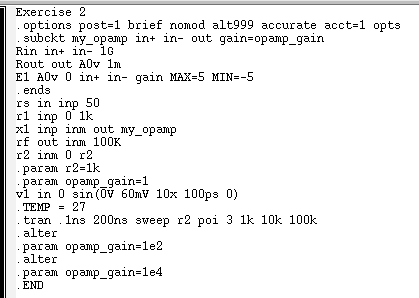 Exercise 2
.options post=1 brief nomod alt999 accurate acct=1 opts
.subckt my_opamp in+ in- out gain=opamp_gain
Rin in+ in- 1G
Rout out A0v 1m
E1 A0v 0 in+ in- gain MAX=5 MIN=-5
.ends
rs in inp 50
r1 inp 0 1k
x1 inp inm out my_opamp
rf out inm 100K
r2 inm 0 r2
.param r2=1k
.param opamp_gain=1
v1 in 0 sin(0V 60mV 10x 100ps 0)
.TEMP = 27
.tran .1ns 200ns sweep r2 poi 3 1k 10k 100k
.alter
.param opamp_gain=1e2
.alter
.param opamp_gain=1e4
.END